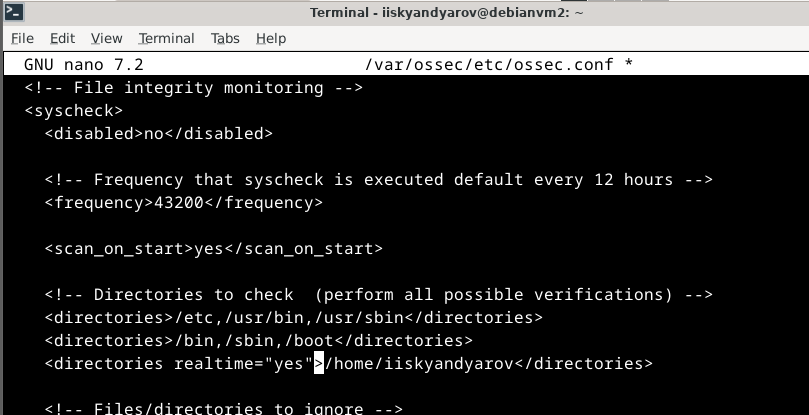 Terminal - iiskyandyarov@debianvm2: ~
File Edit View Terminal Tabs Help
GNU nano 7.2 /var/ossec/etc/ossec.conf *
<!-- File integrity monitoring -->
<syscheck>
<disabled>no</disabled>
<!-- Frequency that syscheck is executed default every 12 hours -->
<frequency>43200</frequency>
<scan_on_start>yes</scan_on_start>
<!-- Directories to check  (perform all possible verifications) -->
<directories>/etc,/usr/bin,/usr/sbin</directories>
<directories>/bin,/sbin,/boot</directories>
<directories realtime="yes">/home/iiskyandyarov</directories>
<!-- Files/directories to ignore -->